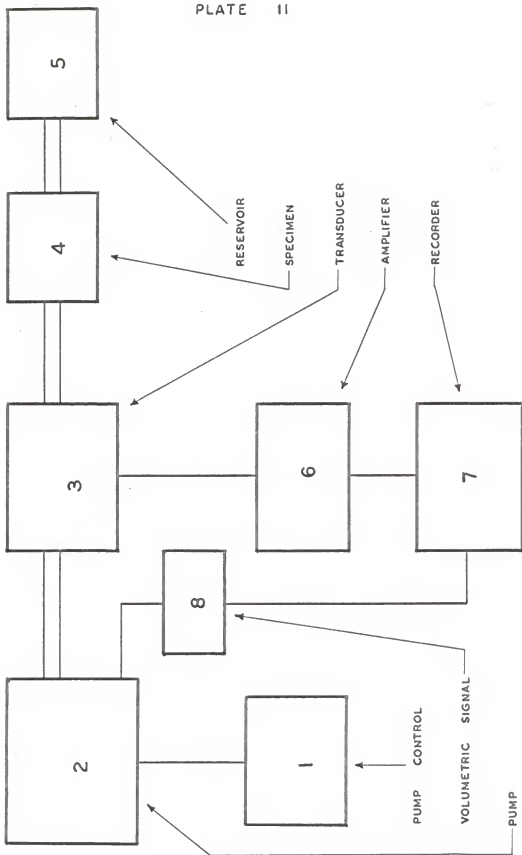 PLATE 11
5
4
3
2
RESERVOIR
SPECIMEN
TRANSDUCER
AMPLIFIER
RECORDER
6
7
8
1
PUMP CONTROL
VOLUMETRIC SIGNAL
PUMP